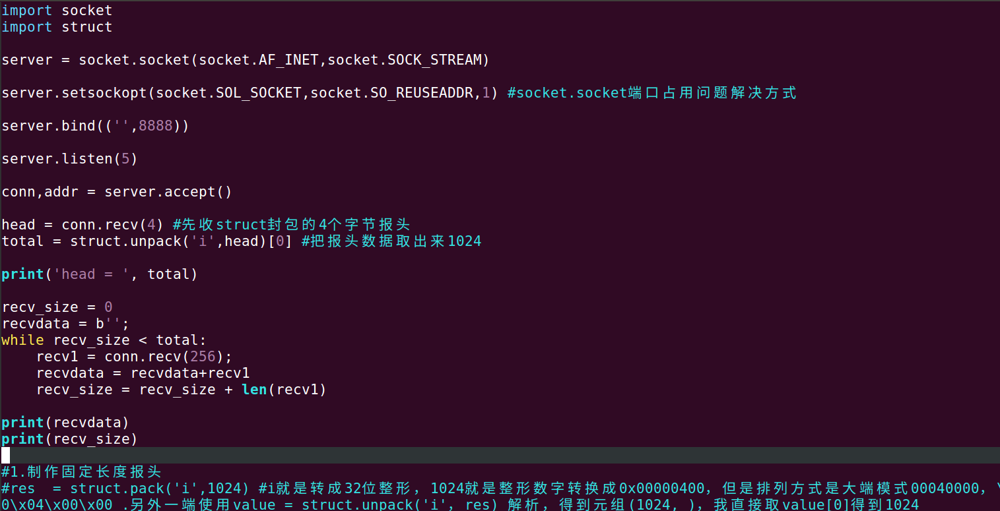 import socket
import struct
server = socket.socket(socket.AF_INET,socket.SOCK_STREAM)
server.setsockopt(socket.SOL_SOCKET,socket.SO_REUSEADDR,1) #socket.socket端口占用问题解决方式
server.bind(('',8888))
server.listen(5)
conn,addr = server.accept()
head = conn.recv(4) #先收struct封包的4个字节报头
total = struct.unpack('i',head)[0] #把报头数据取出来1024
print('head = ', total)
recv_size = 0
recvdata = b'';
while recv_size < total:
    recv1 = conn.recv(256);
    recvdata = recvdata+recv1
    recv_size = recv_size + len(recv1)
print(recvdata)
print(recv_size)
#1.制作固定长度报头
#res  = struct.pack('i',1024) #i就是转成32位整形，1024就是整形数字转换成0x00000400，但是排列方式是大端模式00040000，\
0\x04\x00\x00 .另外一端使用value = struct.unpack('i', res) 解析，得到元组(1024, )，我直接取value[0]得到1024